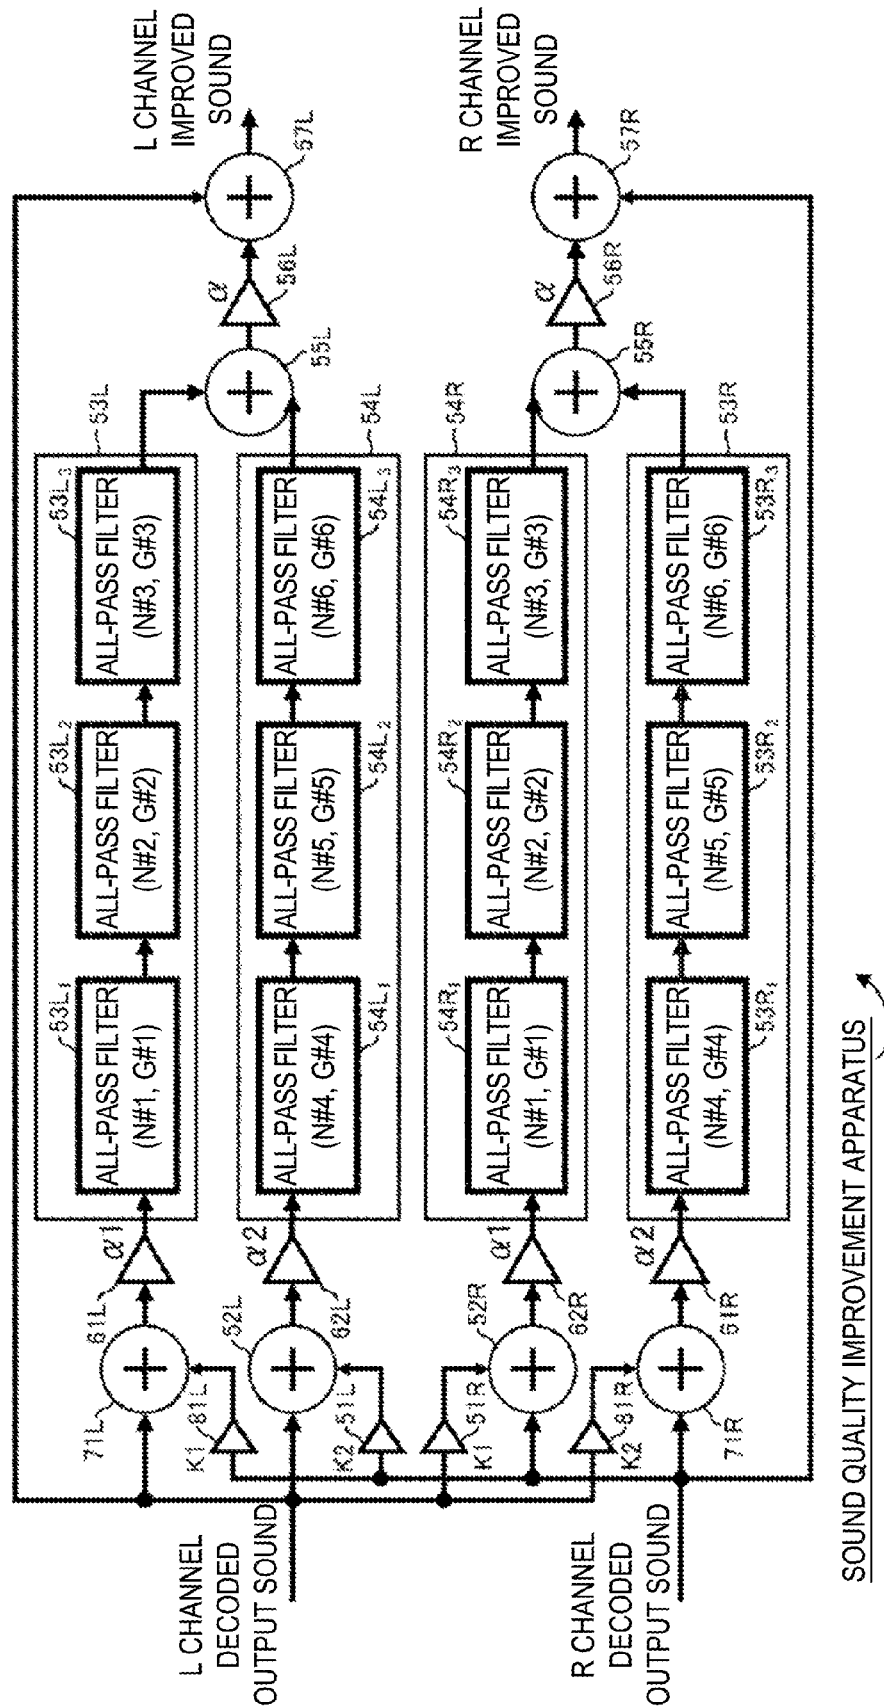 L CHANNEL
DECODED
OUTPUT SOUND
R CHANNEL
DECODED
OUTPUT SOUND
71L
61L
α1
K1
81L
52L
62L
α2
K2
51L
K1
51R
52R
62R
α1
K2
81R
71R
61R
α2
53L
53L1
ALL-PASS FILTER
(N#1, G#1)
53L2
ALL-PASS FILTER
(N#2, G#2)
53L3
ALL-PASS FILTER
(N#3, G#3)
54L
54L1
ALL-PASS FILTER
(N#4, G#4)
54L2
ALL-PASS FILTER
(N#5, G#5)
54L3
ALL-PASS FILTER
(N#6, G#6)
54R
54R1
ALL-PASS FILTER
(N#1, G#1)
54R2
ALL-PASS FILTER
(N#2, G#2)
54R3
ALL-PASS FILTER
(N#3, G#3)
53R
53R1
ALL-PASS FILTER
(N#4, G#4)
53R2
ALL-PASS FILTER
(N#5, G#5)
53R3
ALL-PASS FILTER
(N#6, G#6)
55L
α
56L
57L
L CHANNEL
IMPROVED
SOUND
55R
α
56R
57R
R CHANNEL
IMPROVED
SOUND
SOUND QUALITY IMPROVEMENT APPARATUS